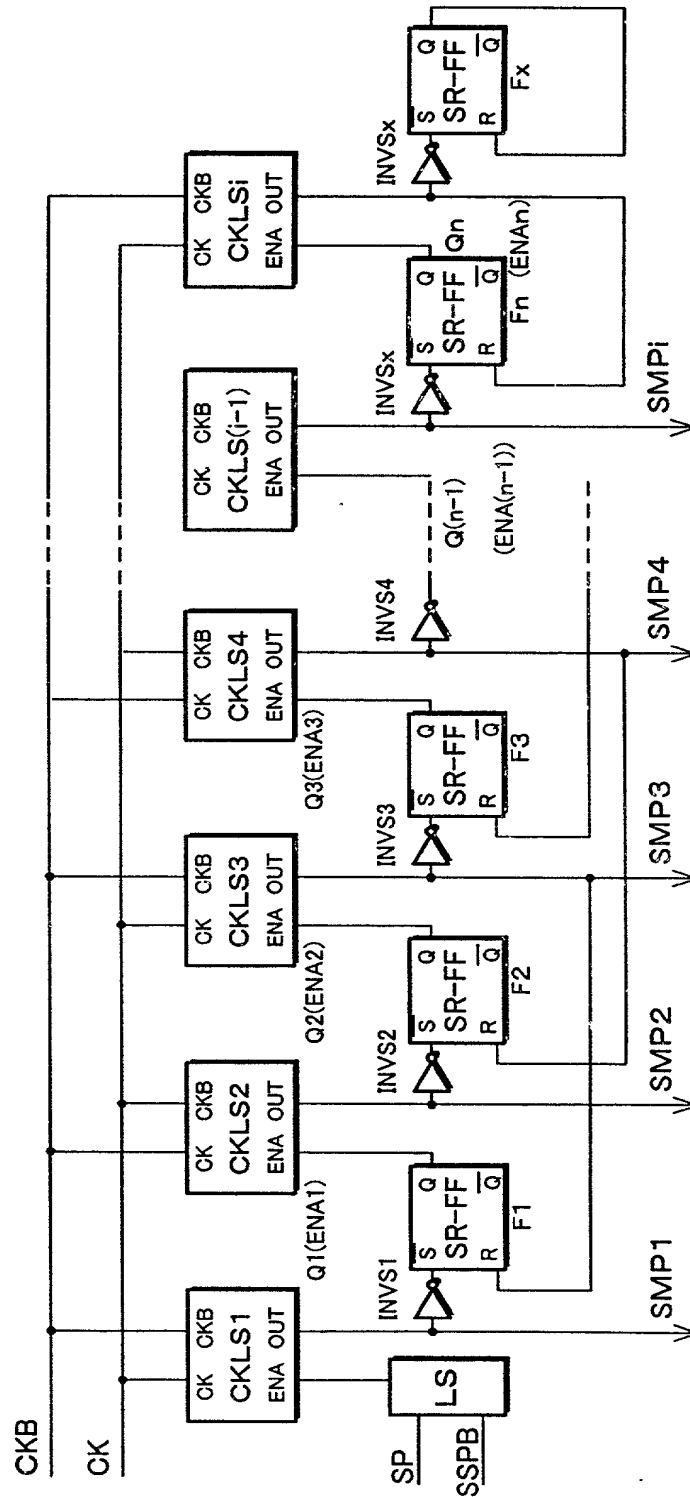 CKB
CK
CK CKB
CKLS1
ENA OUT
CK CKB
CKLS2
ENA OUT
CK CKB
CKLS3
ENA OUT
CK CKB
CKLS4
ENA OUT
CK CKB
CKLS(i-1)
ENA OUT
CK CKB
CKLSi
ENA OUT
Q1(ENA1)
Q2(ENA2)
Q3(ENA3)
Q(n-1)
(ENA(n-1))
Qn
(ENAn)
SP
SSPB
LS
INVS1
S Q
SR-FF
R Q
F1
INVS2
S Q
SR-FF
R Q
F2
INVS3
S Q
SR-FF
R Q
F3
INVS4
INVSx
S Q
SR-FF
R Q
Fn
INVSx
S Q
SR-FF
R Q
Fx
SMP1
SMP2
SMP3
SMP4
SMPi